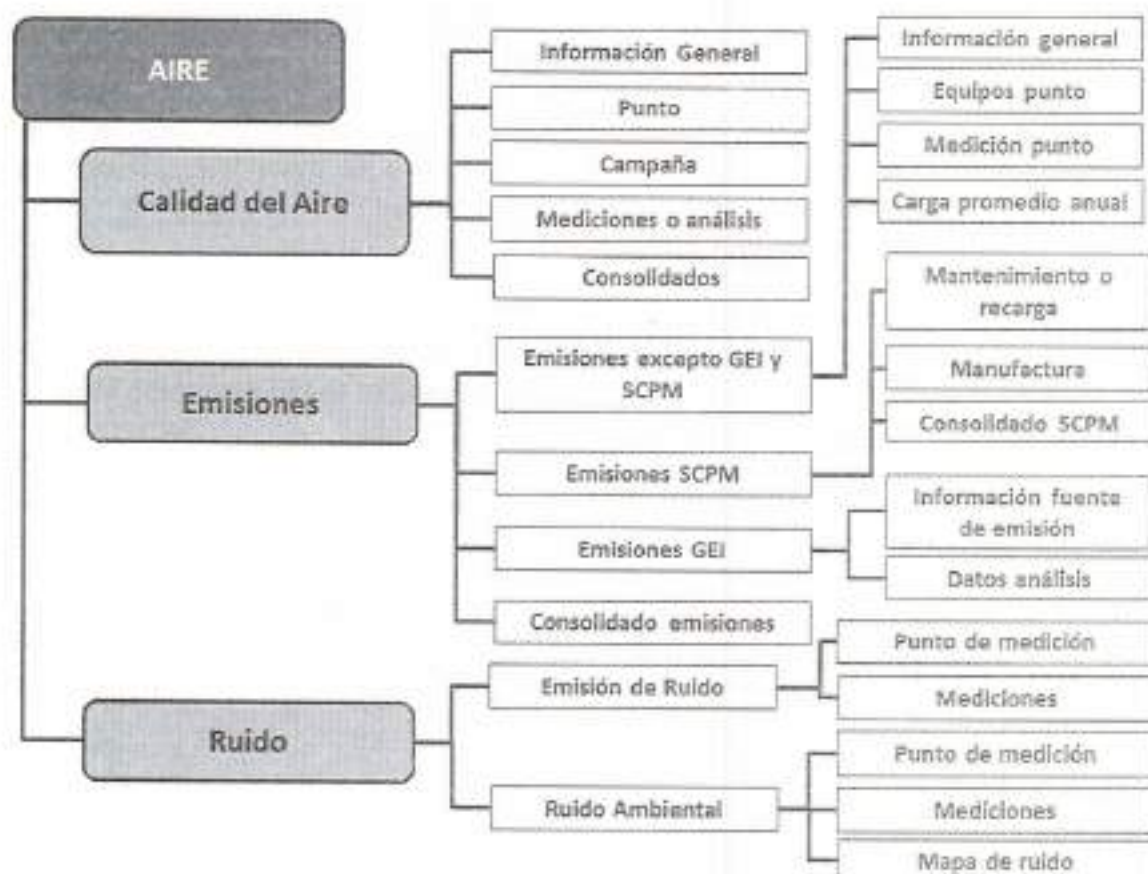 AIRE
Calidad del Aire
Información General
Punto
Campaña
Mediciones o análisis
Consolidados
Emisiones
Emisiones excepto GEI y
SCPM
Información general
Equipos punto
Medición punto
Carga promedio anual
Emisiones SCPM
Mantenimiento o
recarga
Manufactura
Consolidado SCPM
Emisiones GEI
Información fuente
de emisión
Datos análisis
Consolidado emisiones
Ruido
Emisión de Ruido
Punto de medición
Mediciones
Ruido Ambiental
Punto de medición
Mediciones
Mapa de ruido